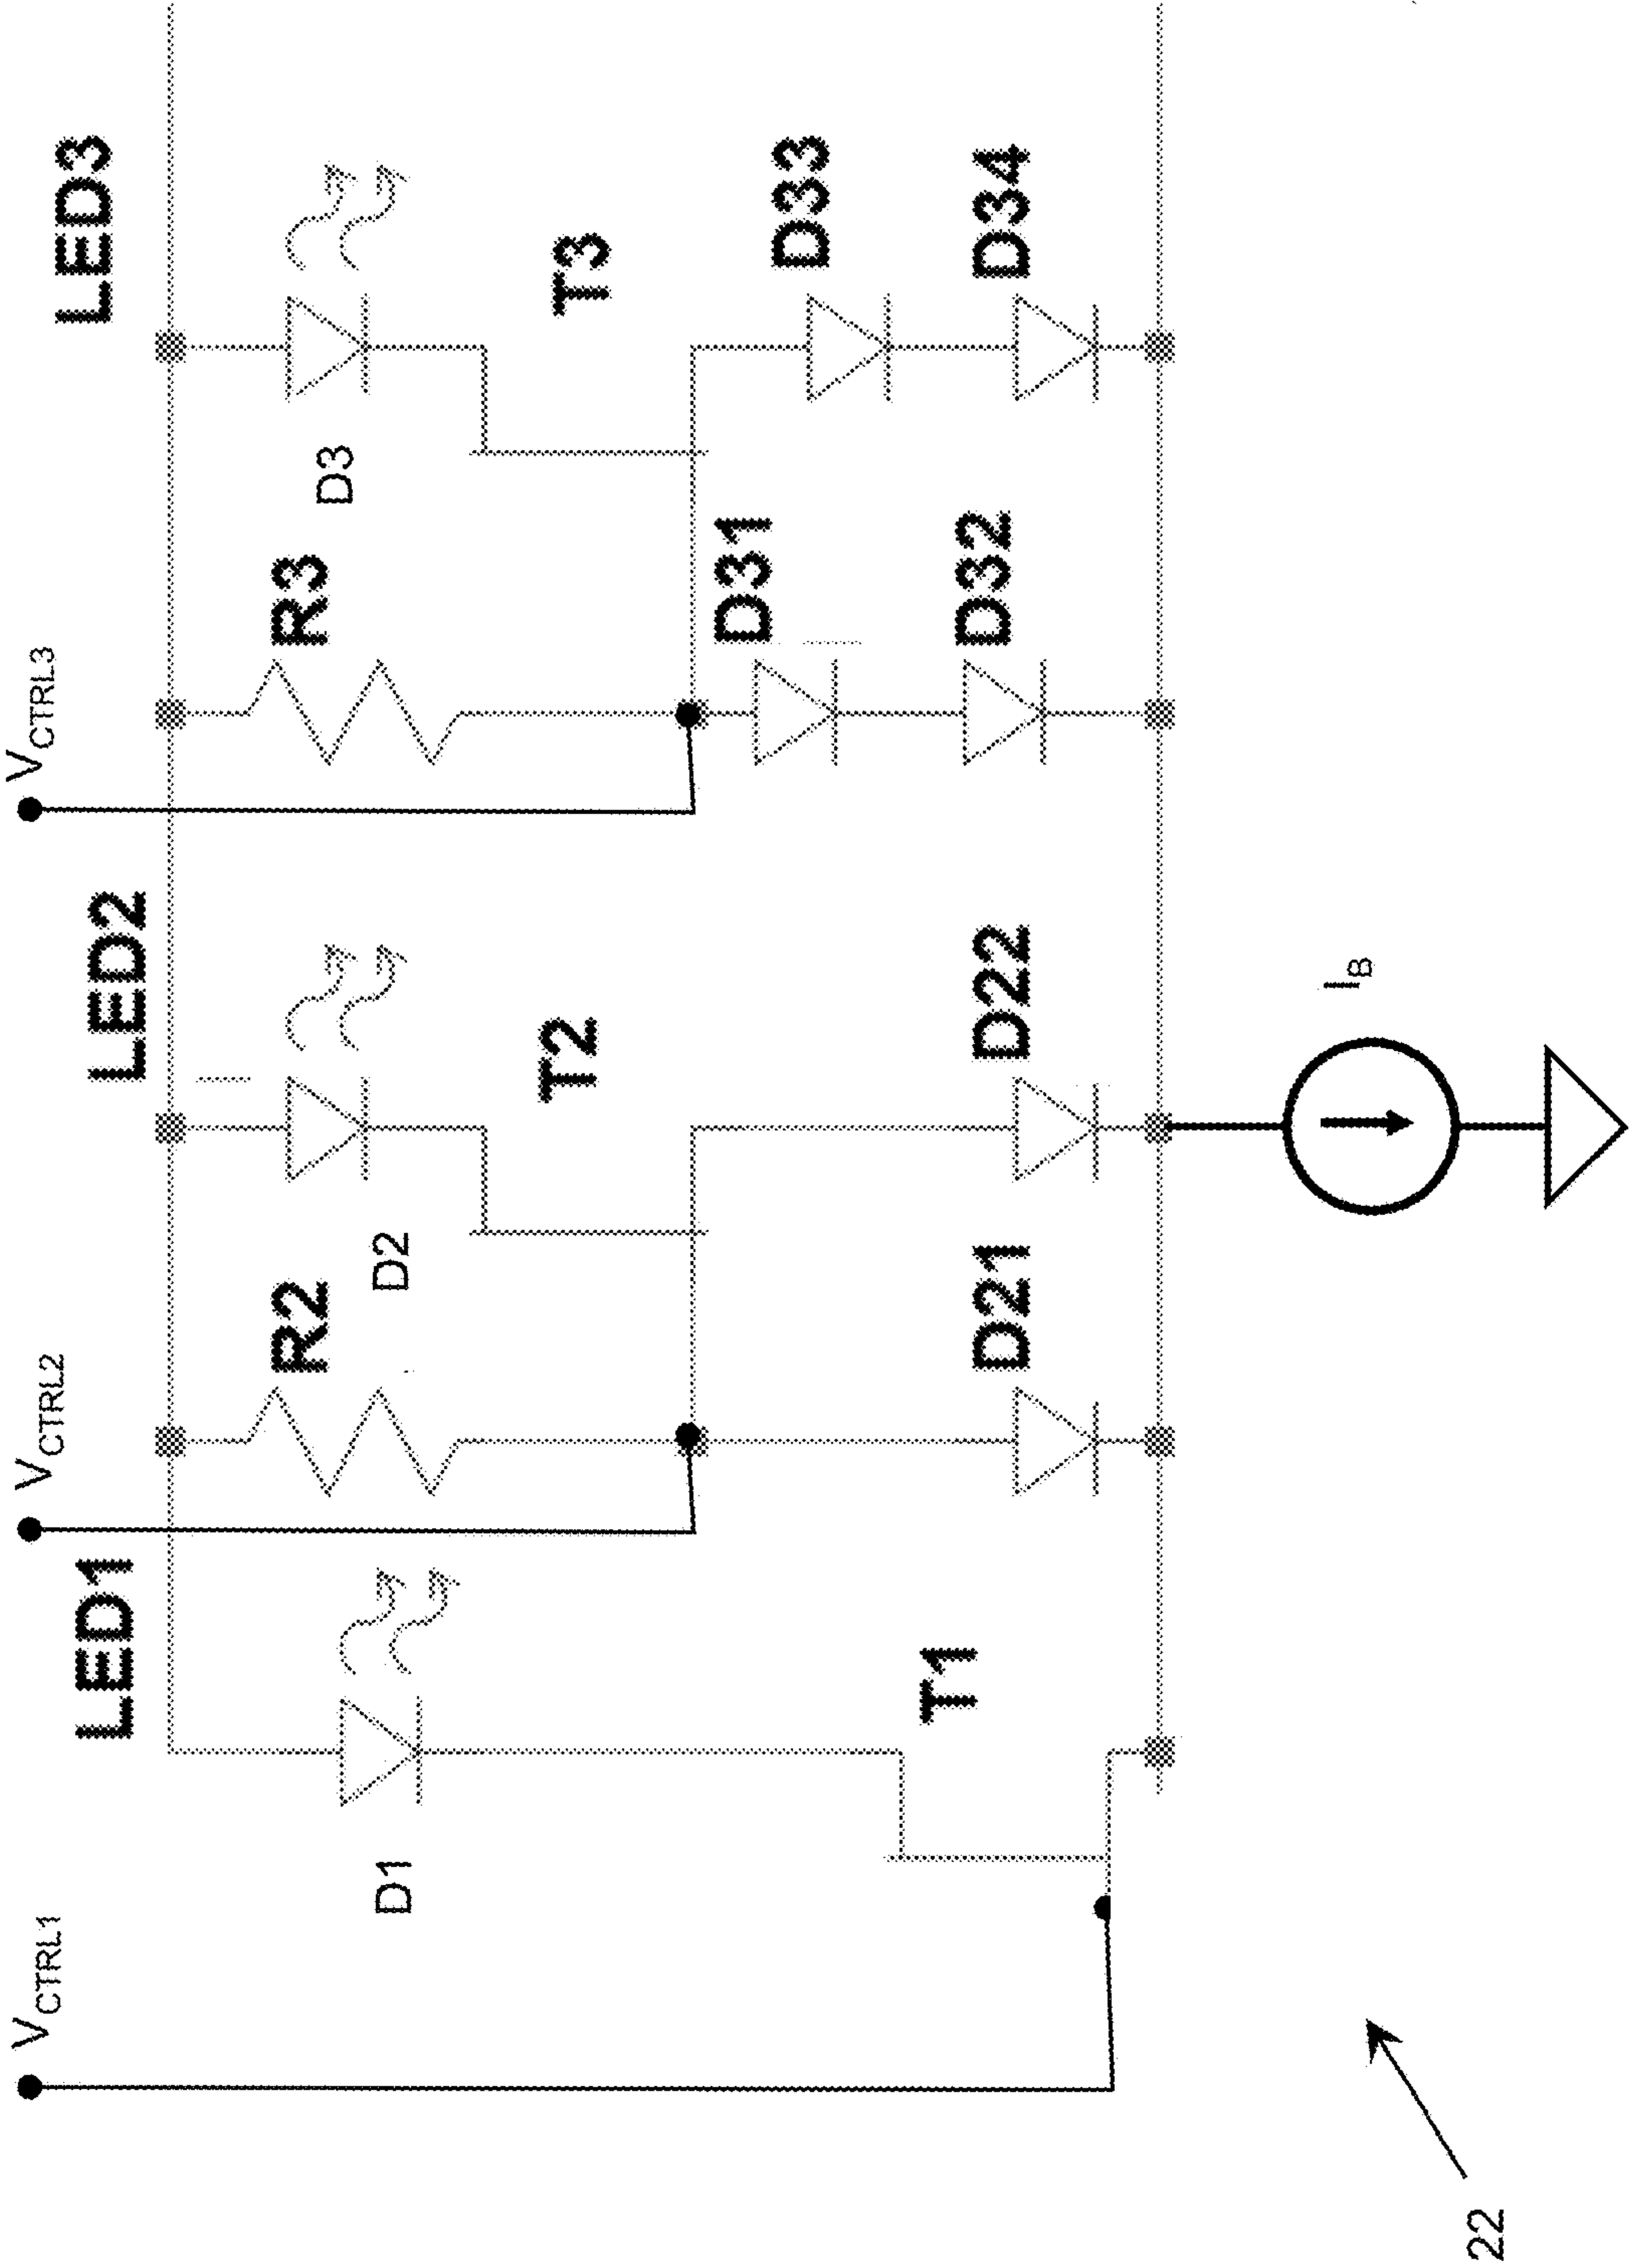 VCTRL1
VCTRL2
VCTRL3
LED1
LED2
LED3
R2
R3
D1
D2
D3
T2
T3
D31
D33
T1
D21
D22
D32
D34
IB
22